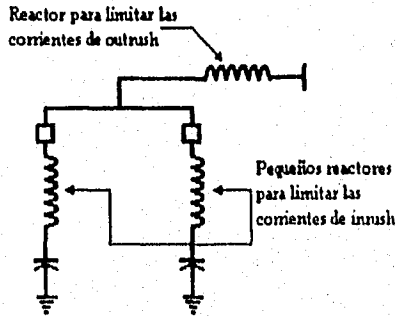 Reactor para limitar las
corrientes de outrush
Pequeños reactores
para limitar las
corrientes de inrush